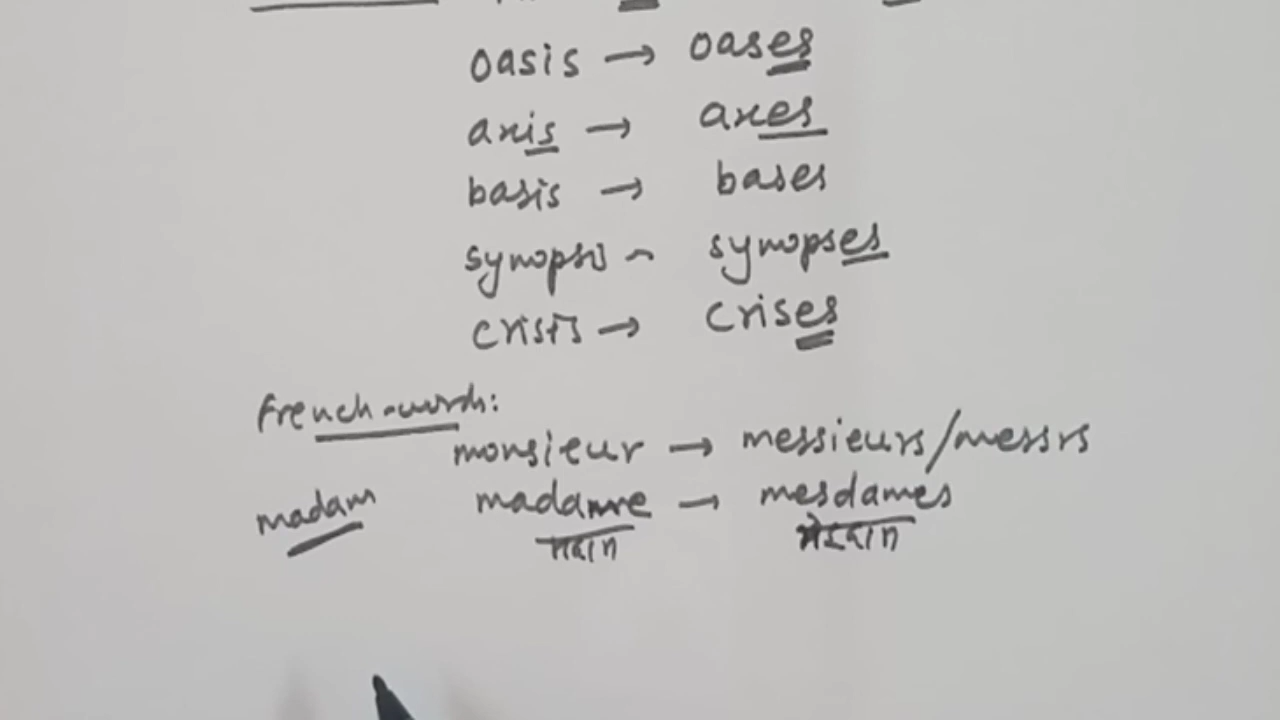 oasis → oases
axis → axes
basis → bases
synopsis - synopses
crisis → crises
French-words:
monsieur → messieurs/messrs
madam madame → mesdames